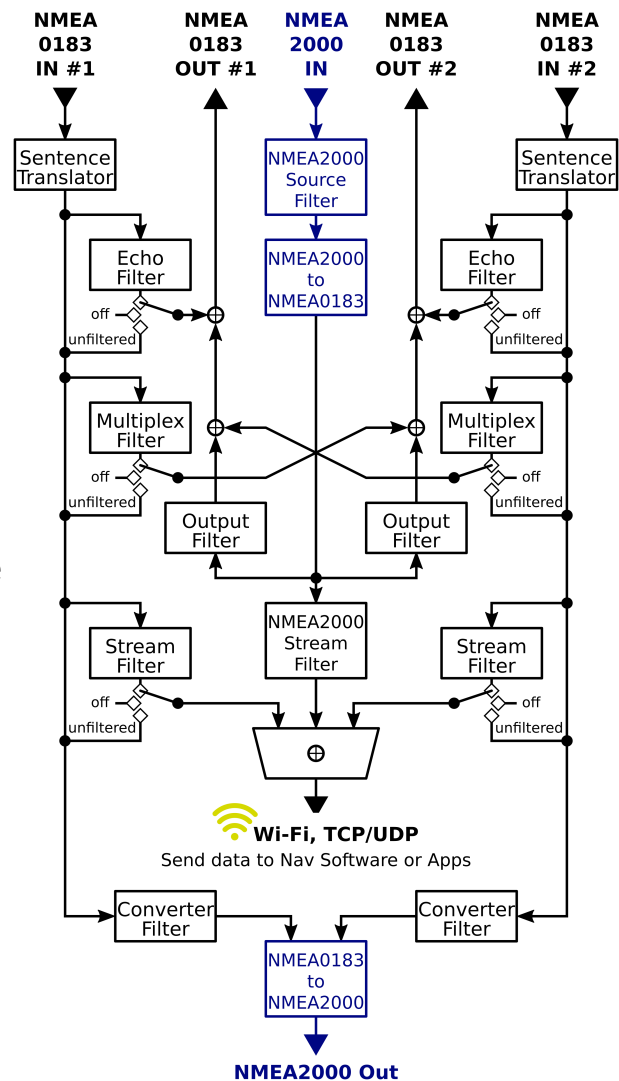 NMEA 0183 IN #1
NMEA 0183 OUT #1
NMEA 2000 IN
NMEA 0183 OUT #2
NMEA 0183 IN #2
Sentence
Translator
NMEA2000
Source
Filter
Sentence
Translator
Echo
Filter
NMEA2000
to
NMEA0183
Echo
Filter
off
unfiltered
off
unfiltered
Multiplex
Filter
Multiplex
Filter
off
unfiltered
off
unfiltered
Output
Filter
Output
Filter
Stream
Filter
NMEA2000
Stream
Filter
Stream
Filter
off
unfiltered
off
unfiltered
Wi-Fi, TCP/UDP
Send data to Nav Software or Apps
Converter
Filter
Converter
Filter
NMEA0183
to
NMEA2000
NMEA2000 Out